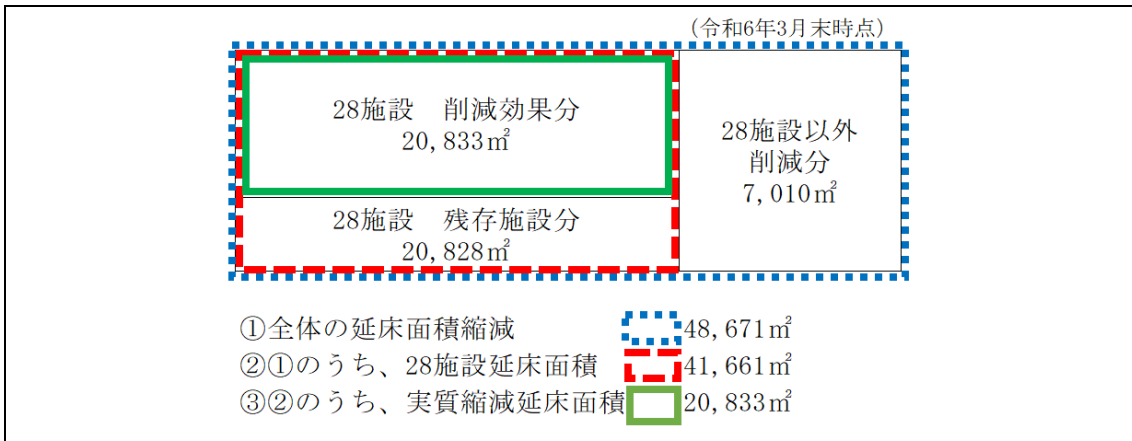 (令和6年3月末時点)
28施設　削減効果分
20,833㎡
28施設以外
削減分
7,010㎡
28施設　残存施設分
20,828㎡
①全体の延床面積縮減 48,671㎡
②①のうち、28施設延床面積 41,661㎡
③②のうち、実質縮減延床面積 20,833㎡